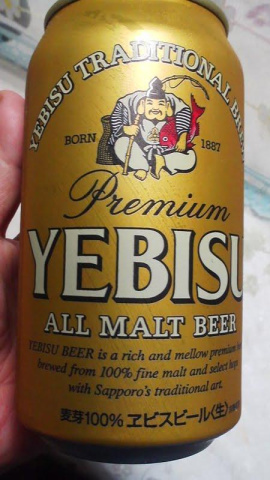 YEBISU TRADITIONAL BREW
BORN 1887
Premium
YEBISU
ALL MALT BEER
YEBISU BEER is a rich and mellow premium
brewed from 100% fine malt and select hops
with Sapporo's traditional art.
麦芽100% ヱビスビール〈生〉